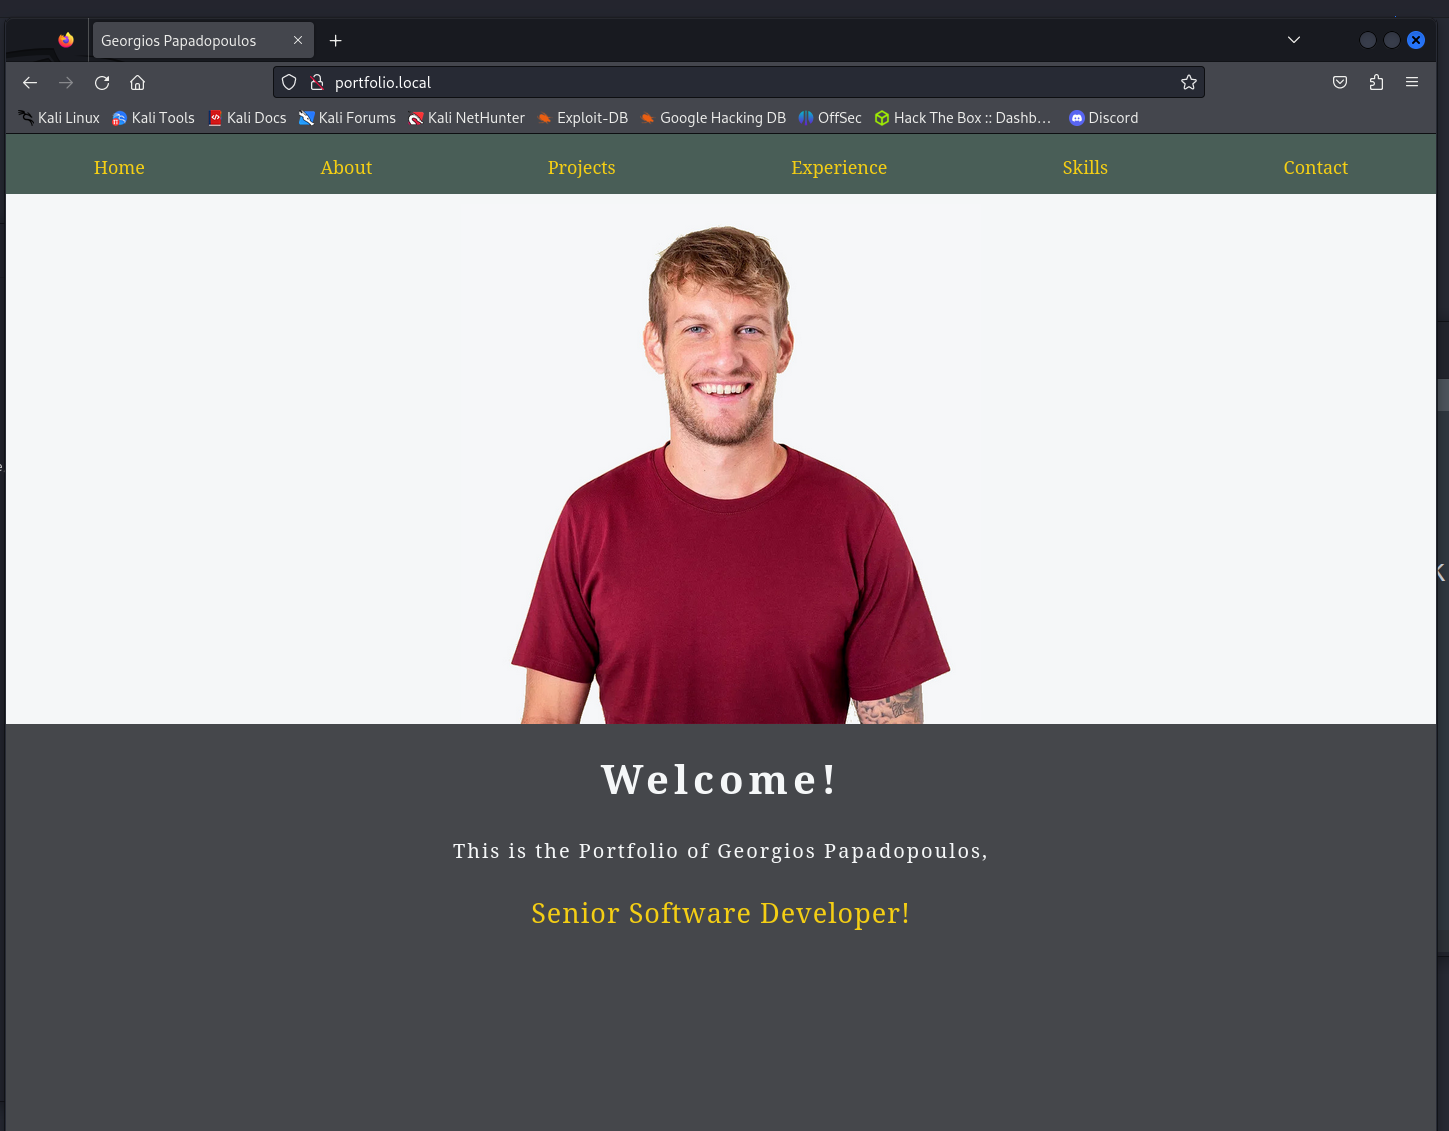 Georgios Papadopoulos
portfolio.local
Kali Linux Kali Tools Kali Docs Kali Forums Kali NetHunter Exploit-DB Google Hacking DB OffSec Hack The Box :: Dashb... Discord
Home About Projects Experience Skills Contact
Welcome!
This is the Portfolio of Georgios Papadopoulos,
Senior Software Developer!